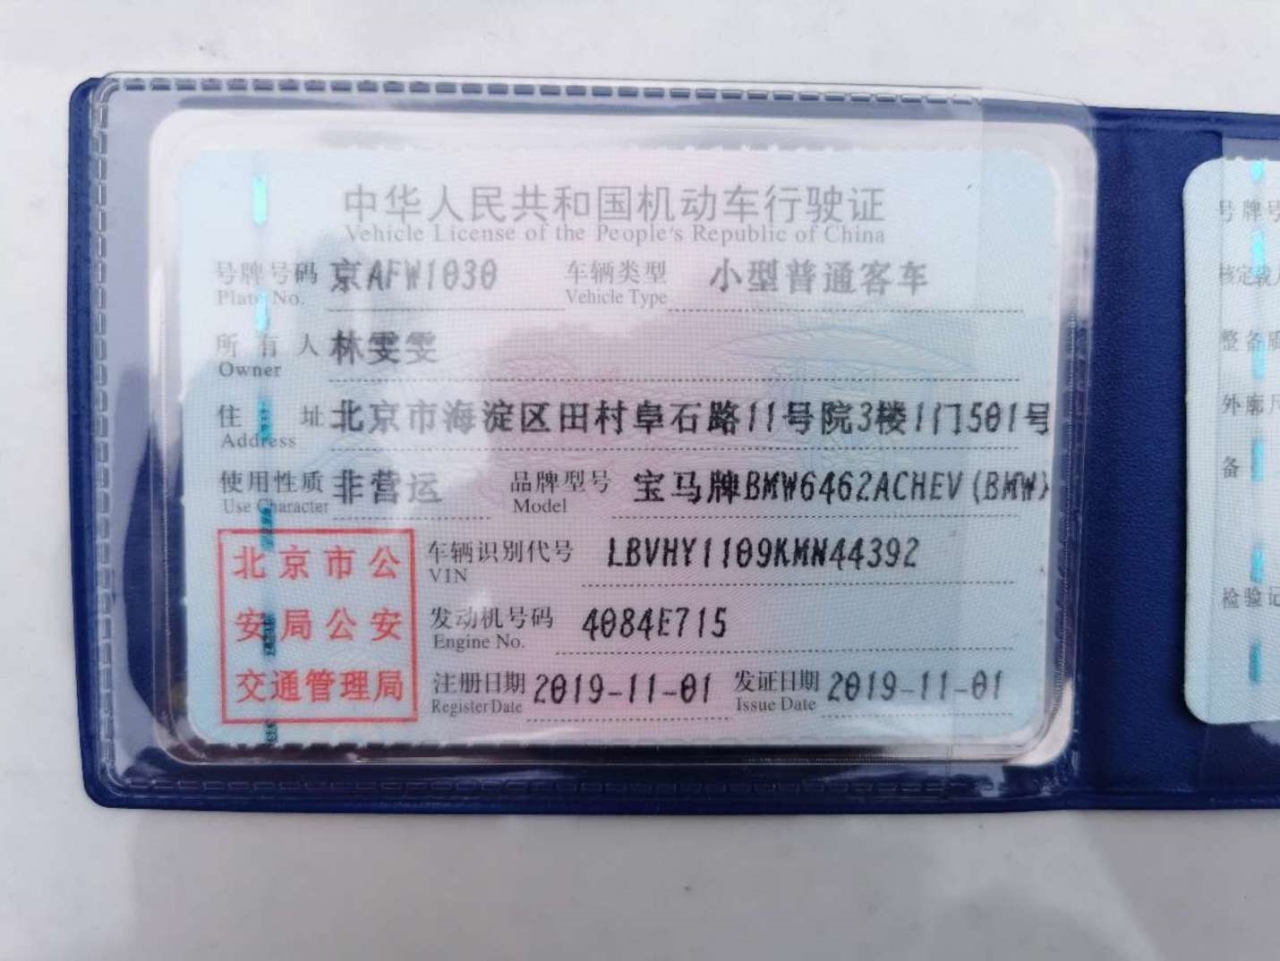 中华人民共和国机动车行驶证
Vehicle License of the People's Republic of China
号牌号码 京AFW1030 车辆类型 小型普通客车
Plate No. Vehicle Type
所有人 林雯雯
Owner
住址 北京市海淀区田村阜石路11号院3楼1门501号
Address
使用性质 非营运 品牌型号 宝马牌BMW6462ACHEV(BMW)
Use Character Model
北京市公
安局公安
交通管理局
车辆识别代号 LBVHY1109KMN44392
VIN
发动机号码 4084E715
Engine No.
注册日期 2019-11-01 发证日期 2019-11-01
Register Date Issue Date
号牌号
核定载
整备
外廓
备
检验记